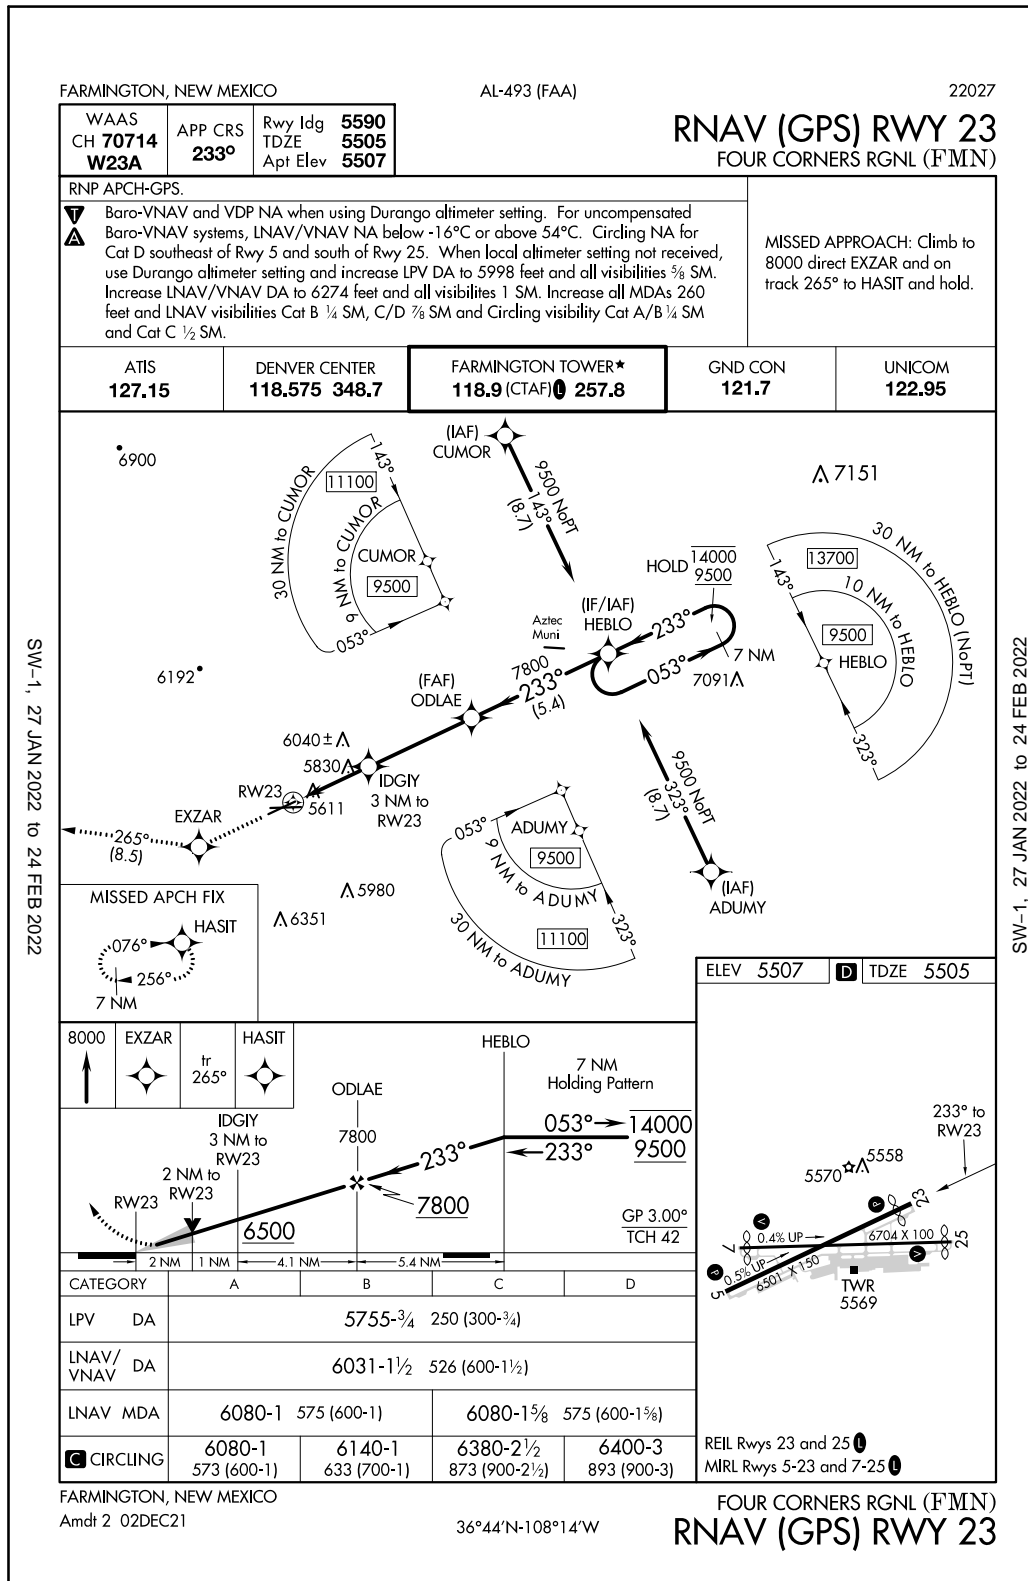 FARMINGTON, NEW MEXICO
AL-493 (FAA)
22027
WAAS
CH 70714
W23A
APP CRS
233°
Rwy Idg 5590
TDZE 5505
Apt Elev 5507
RNAV (GPS) RWY 23
FOUR CORNERS RGNL (FMN)
RNP APCH-GPS.
T
A
Baro-VNAV and VDP NA when using Durango altimeter setting. For uncompensated
Baro-VNAV systems, LNAV/VNAV NA below -16°C or above 54°C. Circling NA for
Cat D southeast of Rwy 5 and south of Rwy 25. When local altimeter setting not received,
use Durango altimeter setting and increase LPV DA to 5998 feet and all visibilities ⅝ SM.
Increase LNAV/VNAV DA to 6274 feet and all visibilites 1 SM. Increase all MDAs 260
feet and LNAV visibilities Cat B ¼ SM, C/D ⅞ SM and Circling visibility Cat A/B ¼ SM
and Cat C ½ SM.
MISSED APPROACH: Climb to
8000 direct EXZAR and on
track 265° to HASIT and hold.
ATIS
127.15
DENVER CENTER
118.575 348.7
FARMINGTON TOWER★
118.9 (CTAF) L 257.8
GND CON
121.7
UNICOM
122.95
6900
(IAF)
CUMOR
9500 NoPT
143°
(8.7)
7151
30 NM to CUMOR
11100
143°
9 NM to CUMOR
CUMOR
9500
053°
HOLD
14000
9500
(IF/IAF)
HEBLO
233°
053°
7 NM
7091
Aztec
Muni
30 NM to HEBLO (NoPT)
13700
143°
10 NM to HEBLO
9500
HEBLO
323°
7800
233°
(5.4)
6192
(FAF)
ODLAE
6040±
5830
IDGIY
3 NM to
RW23
RW23
5611
EXZAR
265°
(8.5)
9500 NoPT
323°
(8.7)
(IAF)
ADUMY
053°
ADUMY
9500
9 NM to ADUMY
11100
323°
30 NM to ADUMY
5980
6351
MISSED APCH FIX
HASIT
076°
256°
7 NM
SW-1, 27 JAN 2022 to 24 FEB 2022
SW-1, 27 JAN 2022 to 24 FEB 2022
ELEV 5507
D
TDZE 5505
233° to
RW23
5570
5558
P
23
V
7
0.4% UP
6704 X 100
25
V
P
0.5% UP
6501 X 150
5
TWR
5569
REIL Rwys 23 and 25 L
MIRL Rwys 5-23 and 7-25 L
8000
EXZAR
tr
265°
HASIT
HEBLO
7 NM
Holding Pattern
ODLAE
053°
14000
233°
9500
IDGIY
3 NM to
RW23
7800
233°
2 NM to
RW23
RW23
7800
6500
GP 3.00°
TCH 42
2 NM
1 NM
4.1 NM
5.4 NM
CATEGORY
A
B
C
D
LPV DA
5755-¾ 250 (300-¾)
LNAV/
VNAV DA
6031-1½ 526 (600-1½)
LNAV MDA
6080-1 575 (600-1)
6080-1⅝ 575 (600-1⅝)
C CIRCLING
6080-1
573 (600-1)
6140-1
633 (700-1)
6380-2½
873 (900-2½)
6400-3
893 (900-3)
FARMINGTON, NEW MEXICO
Amdt 2 02DEC21
36°44'N-108°14'W
FOUR CORNERS RGNL (FMN)
RNAV (GPS) RWY 23